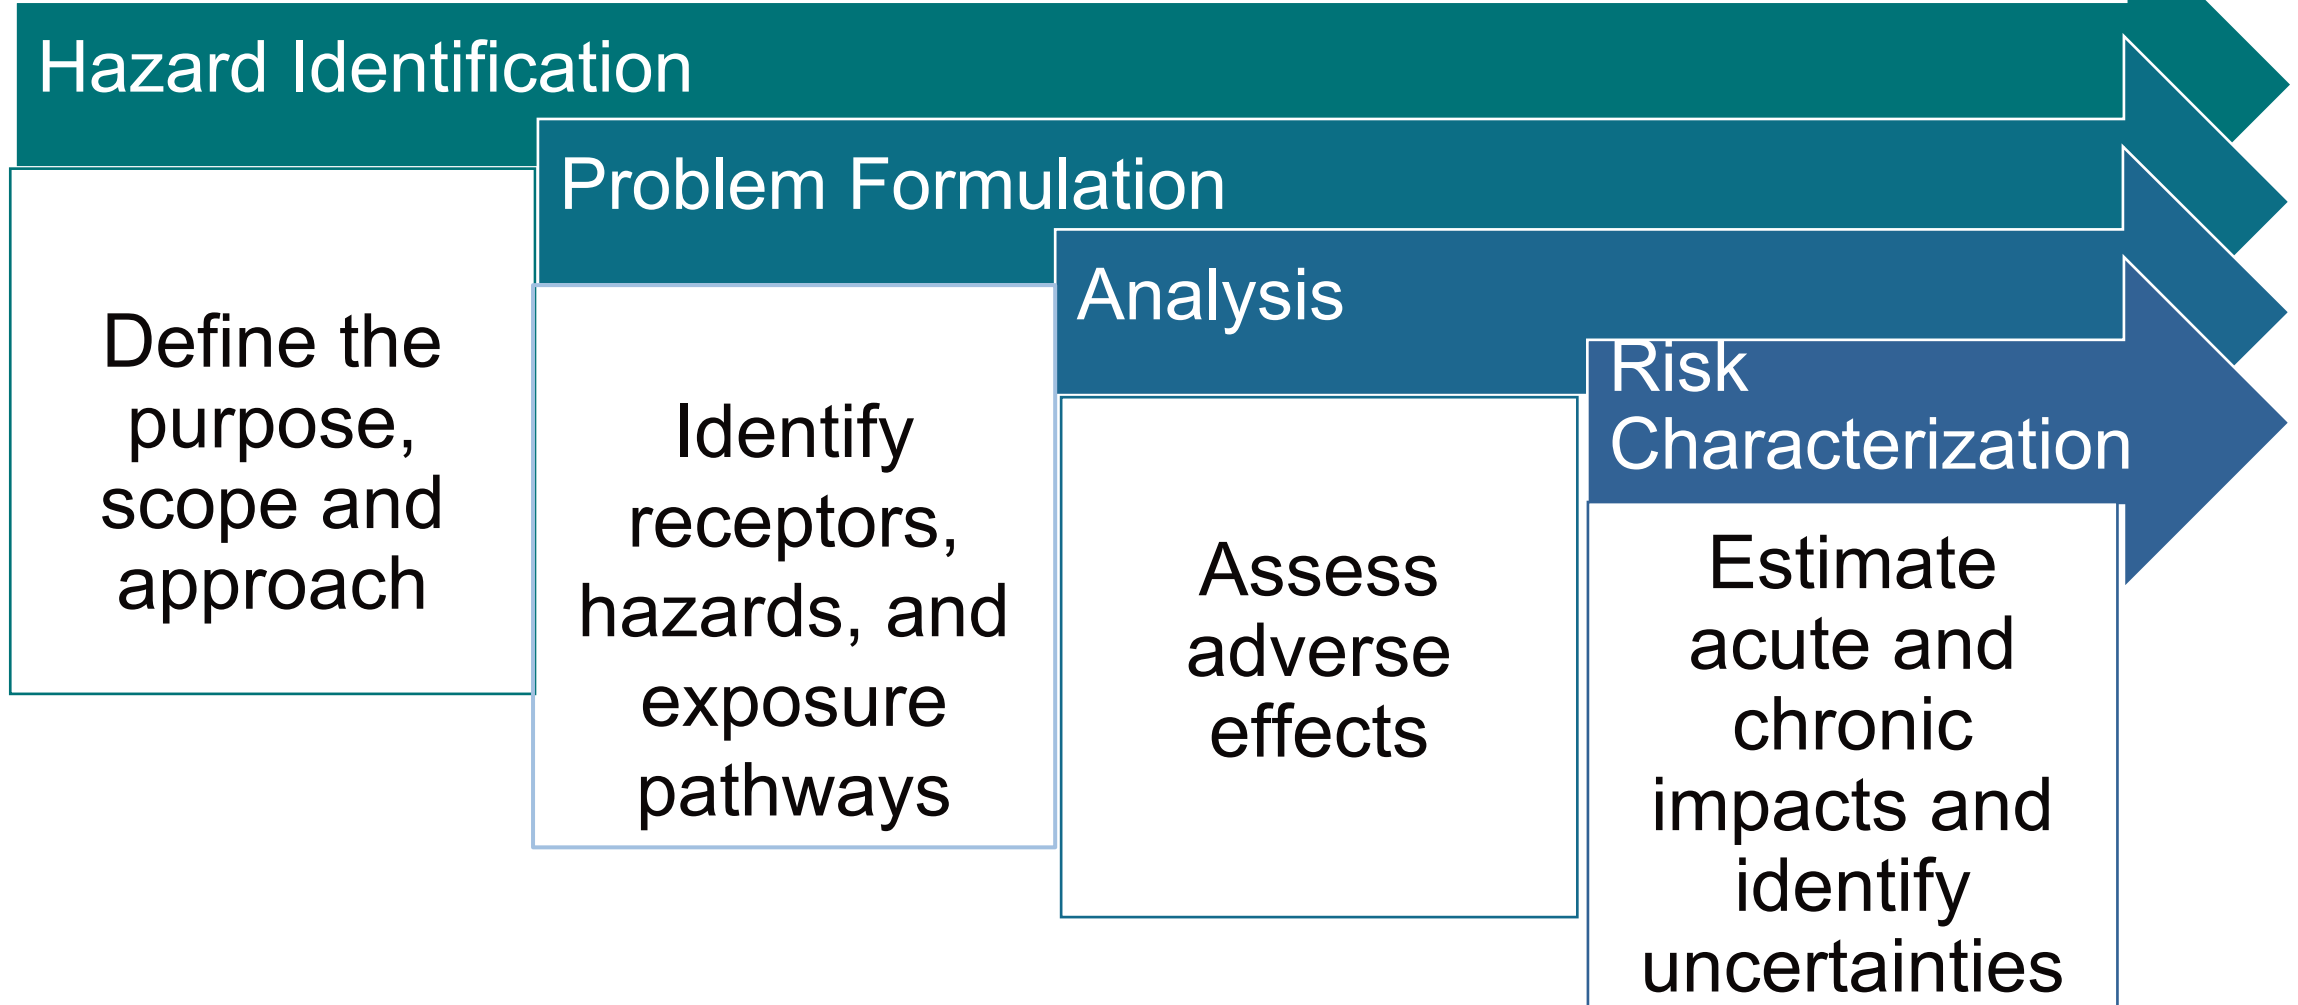 Hazard Identification
Define the
purpose,
scope and
approach
Problem Formulation
Identify
receptors,
hazards, and
exposure
pathways
Analysis
Assess
adverse
effects
Risk
Characterization
Estimate
acute and
chronic
impacts and
identify
uncertainties